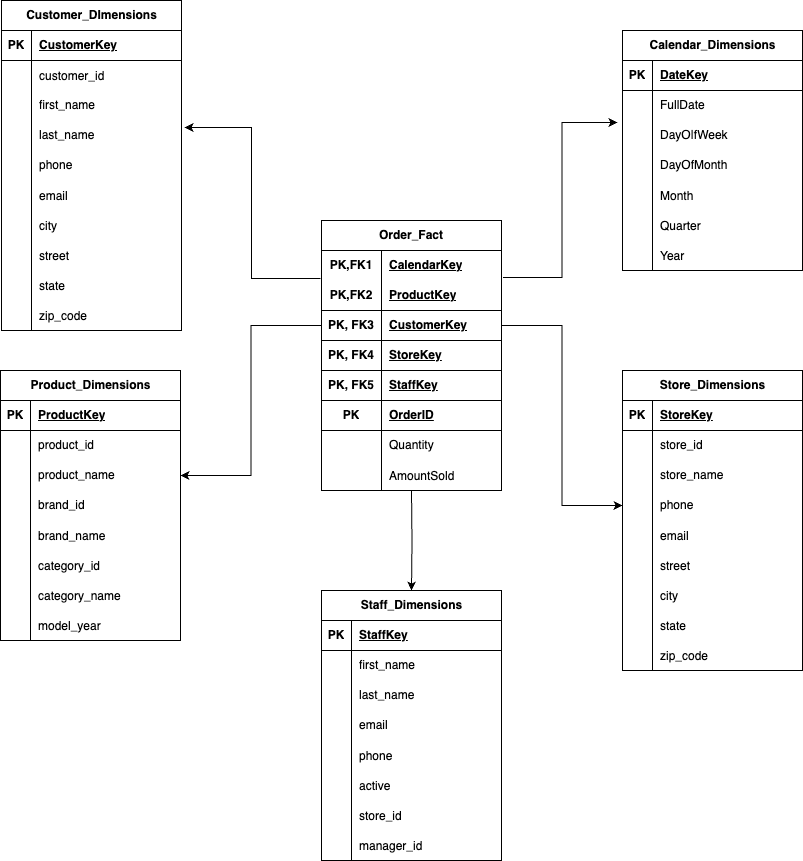 Customer_DImensions
PK CustomerKey
customer_id
first_name
last_name
phone
email
city
street
state
zip_code
Calendar_Dimensions
PK DateKey
FullDate
DayOlfWeek
DayOfMonth
Month
Quarter
Year
Order_Fact
PK,FK1 CalendarKey
PK,FK2 ProductKey
PK, FK3 CustomerKey
PK, FK4 StoreKey
PK, FK5 StaffKey
PK OrderID
Quantity
AmountSold
Product_Dimensions
PK ProductKey
product_id
product_name
brand_id
brand_name
category_id
category_name
model_year
Store_Dimensions
PK StoreKey
store_id
store_name
phone
email
street
city
state
zip_code
Staff_Dimensions
PK StaffKey
first_name
last_name
email
phone
active
store_id
manager_id